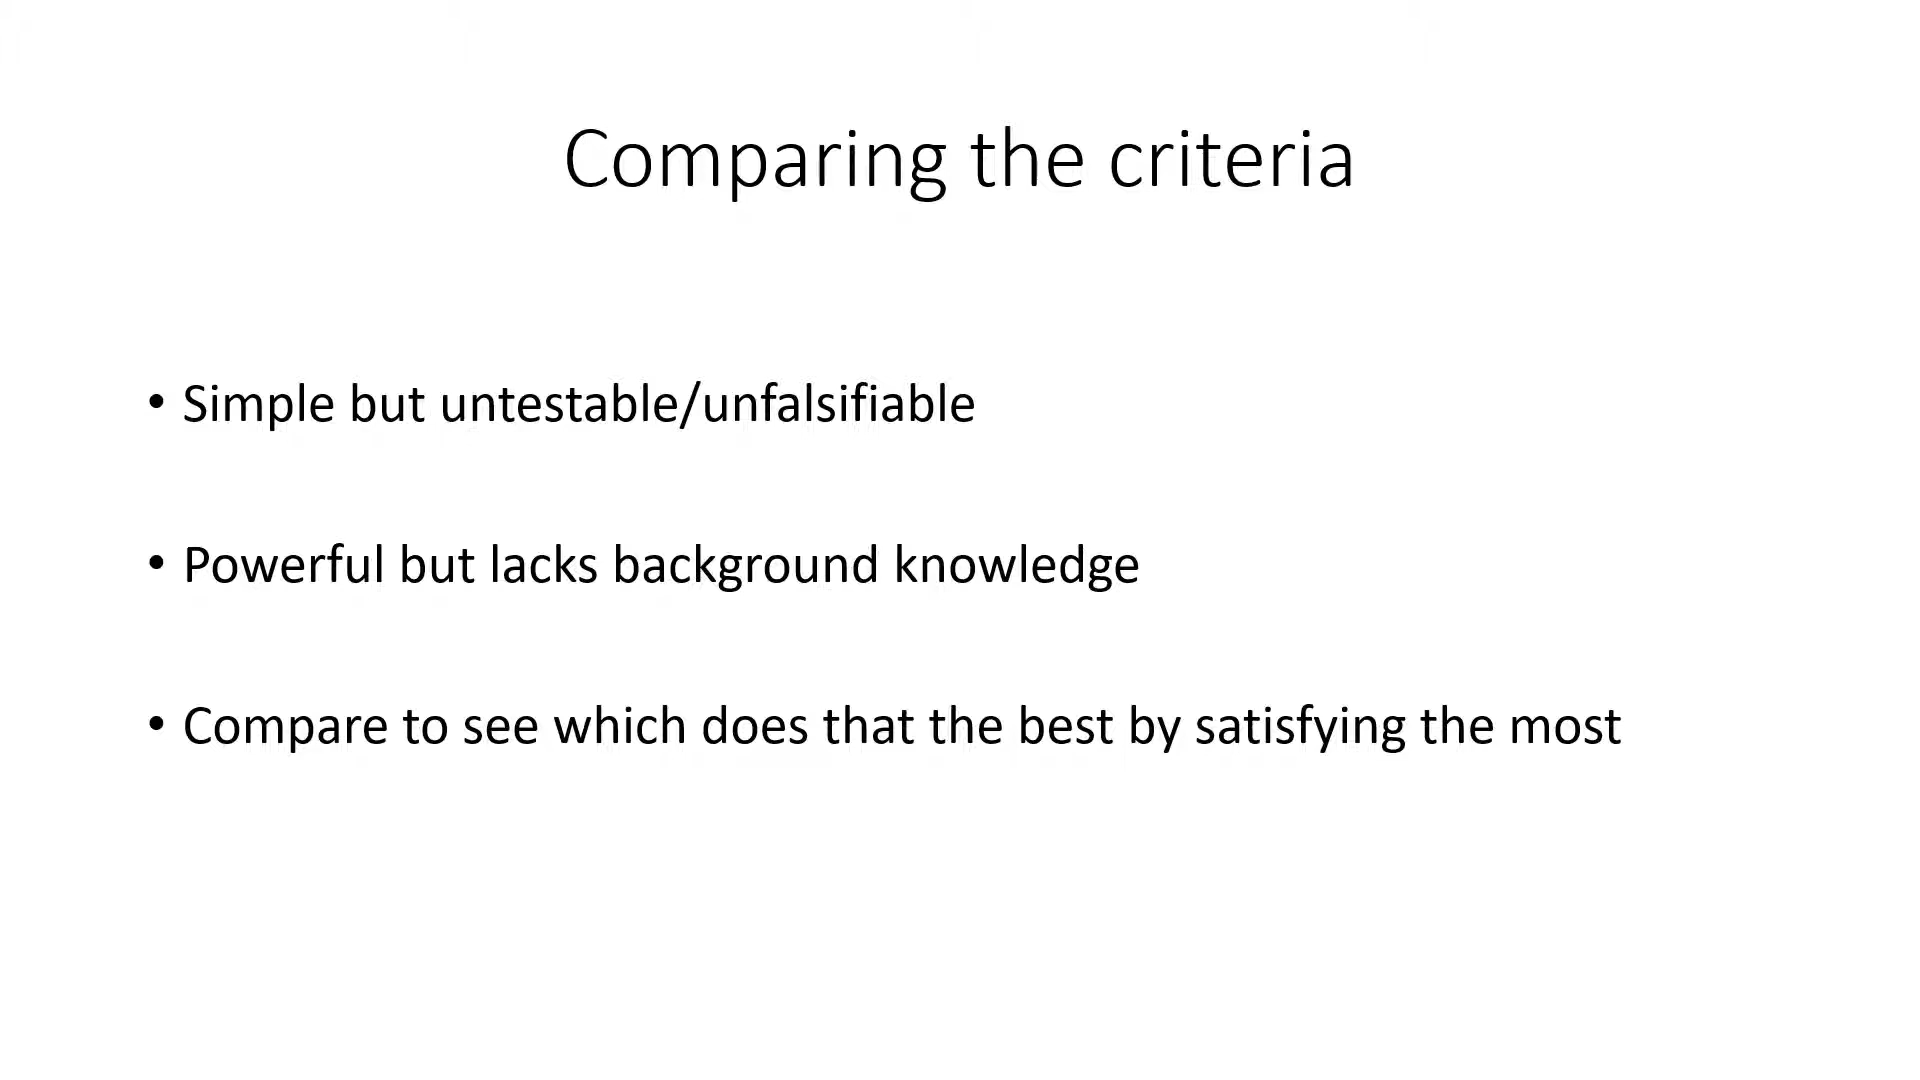 Comparing the criteria
• Simple but untestable/unfalsifiable
• Powerful but lacks background knowledge
• Compare to see which does that the best by satisfying the most